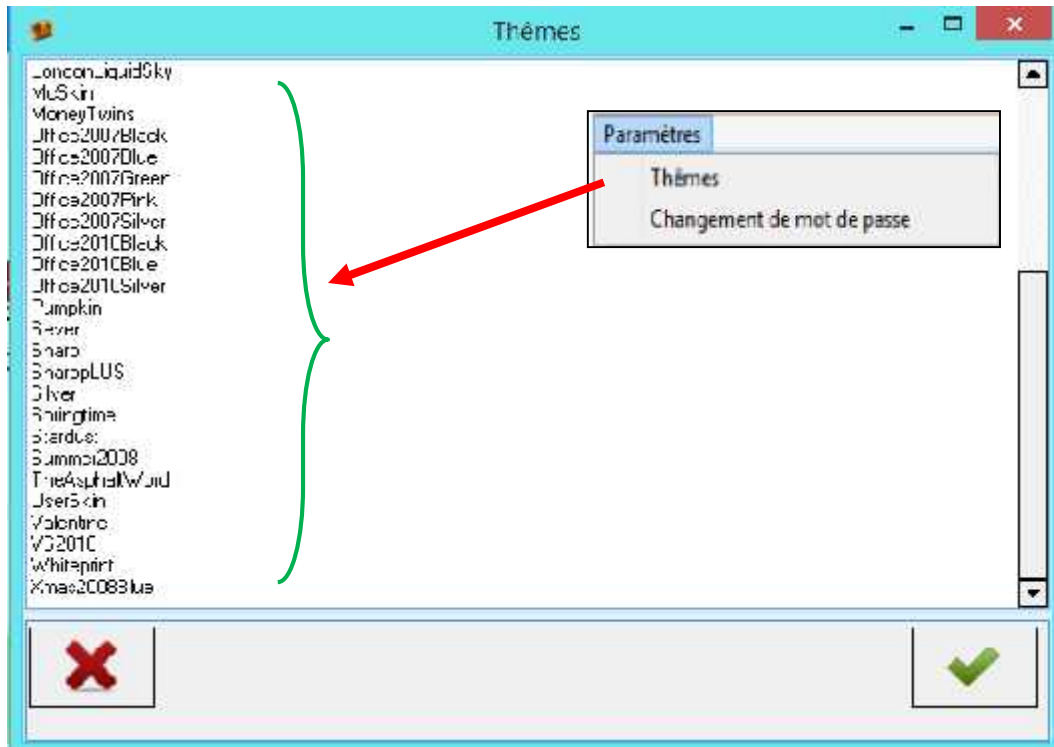 Thèmes
LondonLiquidSky
McSkin
MoneyTwins
Office2007Black
Office2007Blue
Office2007Green
Office2007Pink
Office2007Silver
Office2010Black
Office2010Blue
Office2010Silver
Pumpkin
Seven
Sharp
SharpPLUS
Silver
Springtime
Stardust
Summer2008
TheAsphaltWorld
UserSkin
Valentine
VS2010
Whiteprint
Xmas2008Blue
Paramètres
Thèmes
Changement de mot de passe